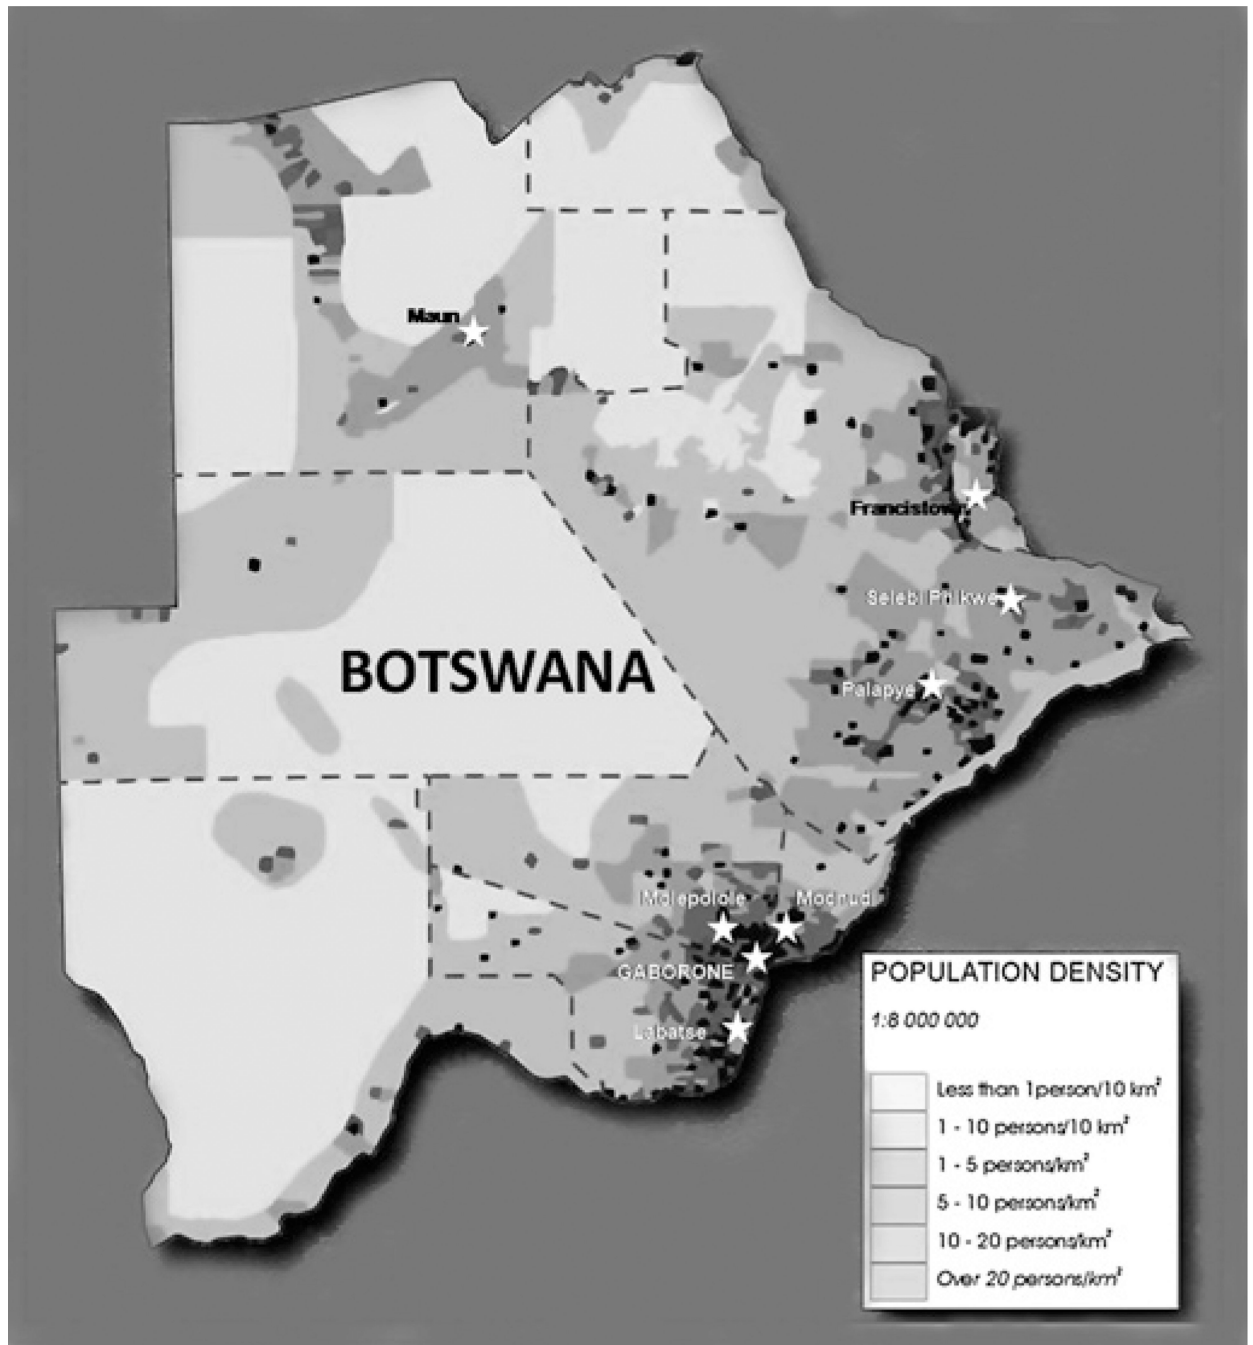 Maun
Francistown
Selebi Phikwe
BOTSWANA
Palapye
Molepolole
Mochudi
GABORONE
Lobatse
POPULATION DENSITY
1:8 000 000
Less than 1person/10 km²
1 - 10 persons/10 km²
1 - 5 persons/km²
5 - 10 persons/km²
10 - 20 persons/km²
Over 20 persons/km²